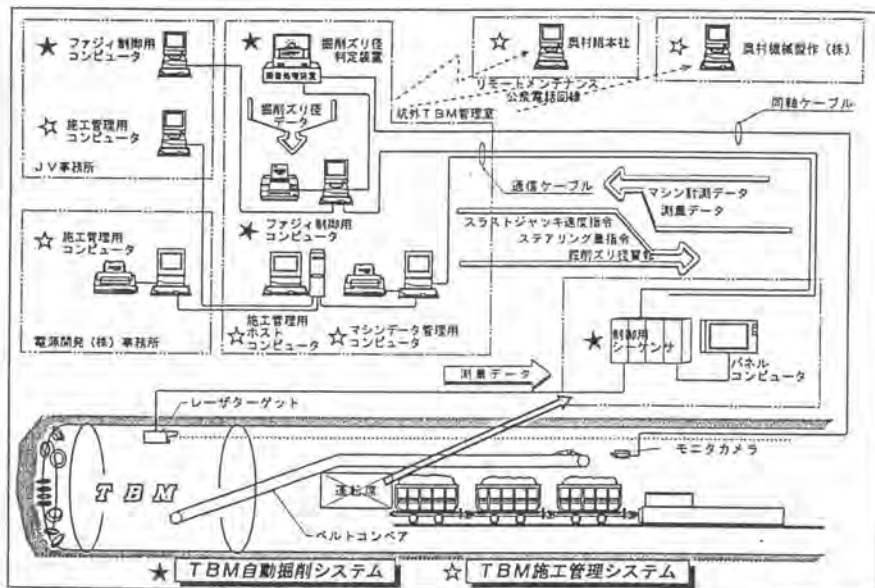 ★ ファジィ制御用
コンピュータ
☆ 施工管理用
コンピュータ
JV事務所
☆ 施工管理用
コンピュータ
電源開発(株)事務所
★ 掘削ズリ径
判定装置
画像処理装置
掘削ズリ径
データ
坑外TBM管理室
★ ファジィ制御用
コンピュータ
施工管理用
☆ ホスト
コンピュータ
☆ マシンデータ管理用
コンピュータ
☆ 奥村組本社
☆ 奥村機械製作(株)
リモートメンテナンス
公衆電話回線
同軸ケーブル
通信ケーブル
マシン計測データ
測量データ
スラストジャッキ速度指令
ステアリング量指令
掘削ズリ径質
★ 制御用
シーケンサ
パネル
コンピュータ
測量データ
レーザターゲット
モニタカメラ
TBM
運転席
ベルトコンベア
★ TBM自動掘削システム ☆ TBM施工管理システム